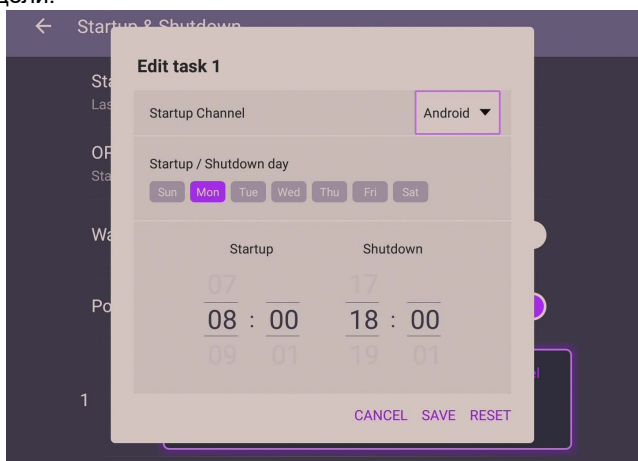 дели.
Startup & Shutdown
Edit task 1
Startup Channel
Android
Startup / Shutdown day
Sun Mon Tue Wed Thu Fri Sat
Startup Shutdown
07 17
08 : 00 18 : 00
09 01 19 01
1
CANCEL SAVE RESET